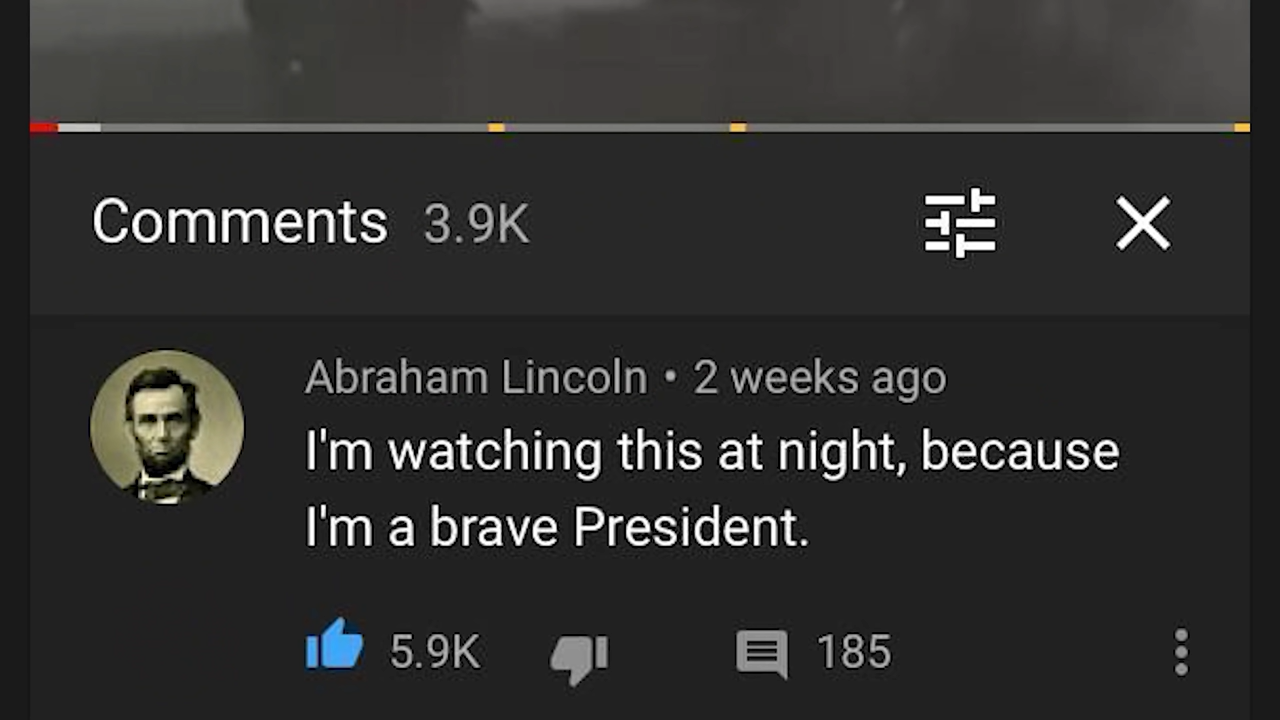 Comments 3.9K
Abraham Lincoln • 2 weeks ago
I'm watching this at night, because
I'm a brave President.
5.9K 185